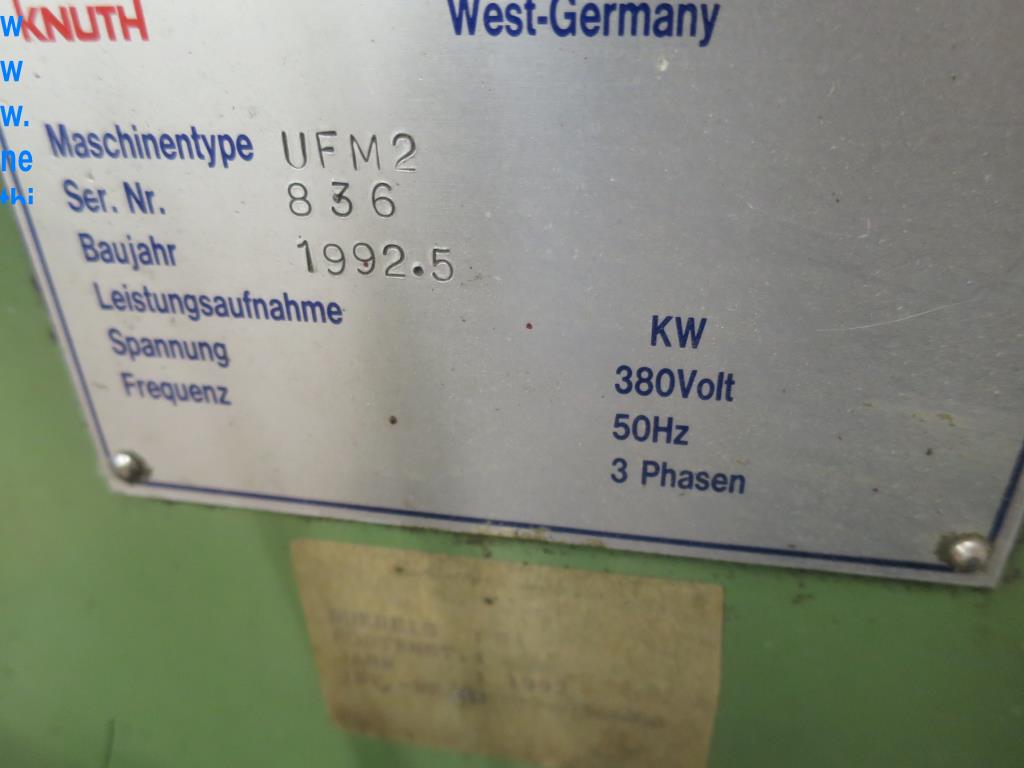 KNUTH West-Germany
Maschinentype UFM2
Ser. Nr. 836
Baujahr 1992.5
Leistungsaufnahme KW
Spannung 380Volt
Frequenz 50Hz
3 Phasen
w
w
w.
ne